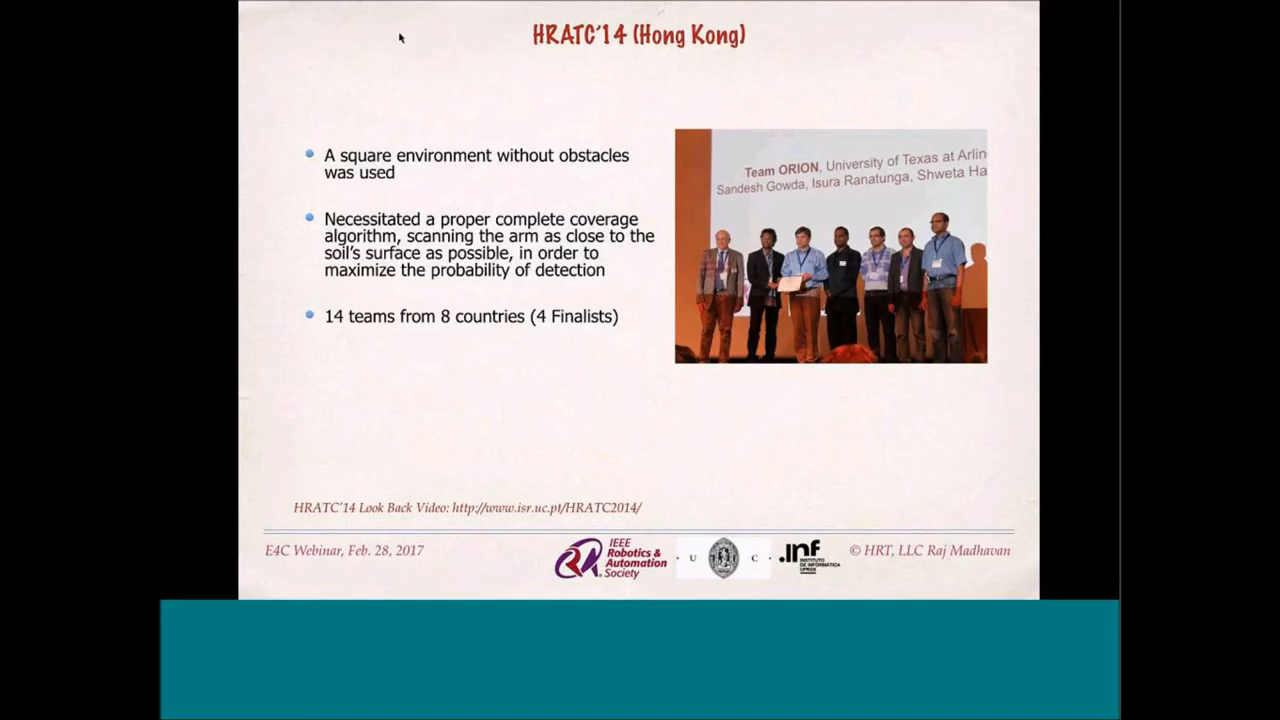 HRATC'14 (Hong Kong)
A square environment without obstacles
was used
Necessitated a proper complete coverage
algorithm, scanning the arm as close to the
soil's surface as possible, in order to
maximize the probability of detection
14 teams from 8 countries (4 Finalists)
Team ORION, University of Texas at Arlin
Sandesh Gowda, Isura Ranatunga, Shweta Ha
HRATC'14 Look Back Video: http://www.isr.uc.pt/HRATC2014/
E4C Webinar, Feb. 28, 2017
IEEE
Robotics &
Automation
Society
· U C ·
.inf
INSTITUTO
DE INFORMÁTICA
UFRGS
© HRT, LLC Raj Madhavan